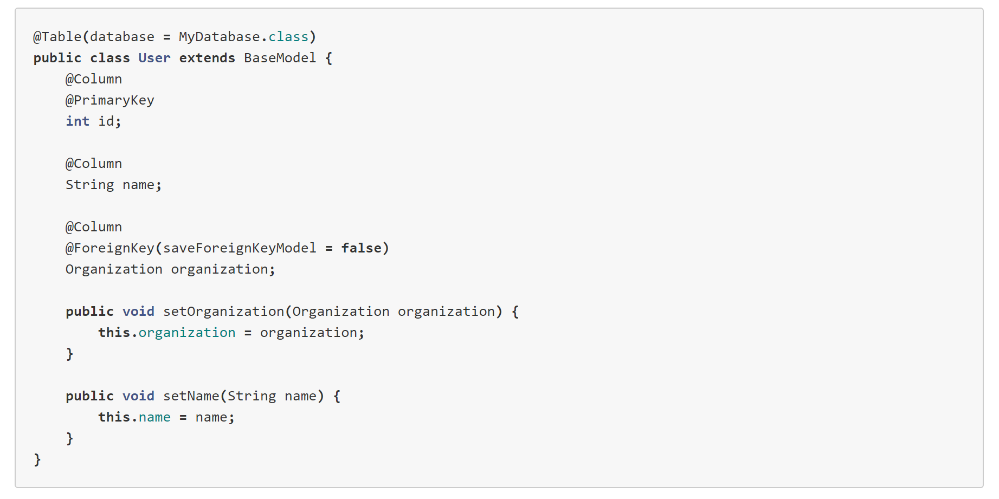 @Table(database = MyDatabase.class)
public class User extends BaseModel {
    @Column
    @PrimaryKey
    int id;

    @Column
    String name;

    @Column
    @ForeignKey(saveForeignKeyModel = false)
    Organization organization;

    public void setOrganization(Organization organization) {
        this.organization = organization;
    }

    public void setName(String name) {
        this.name = name;
    }
}